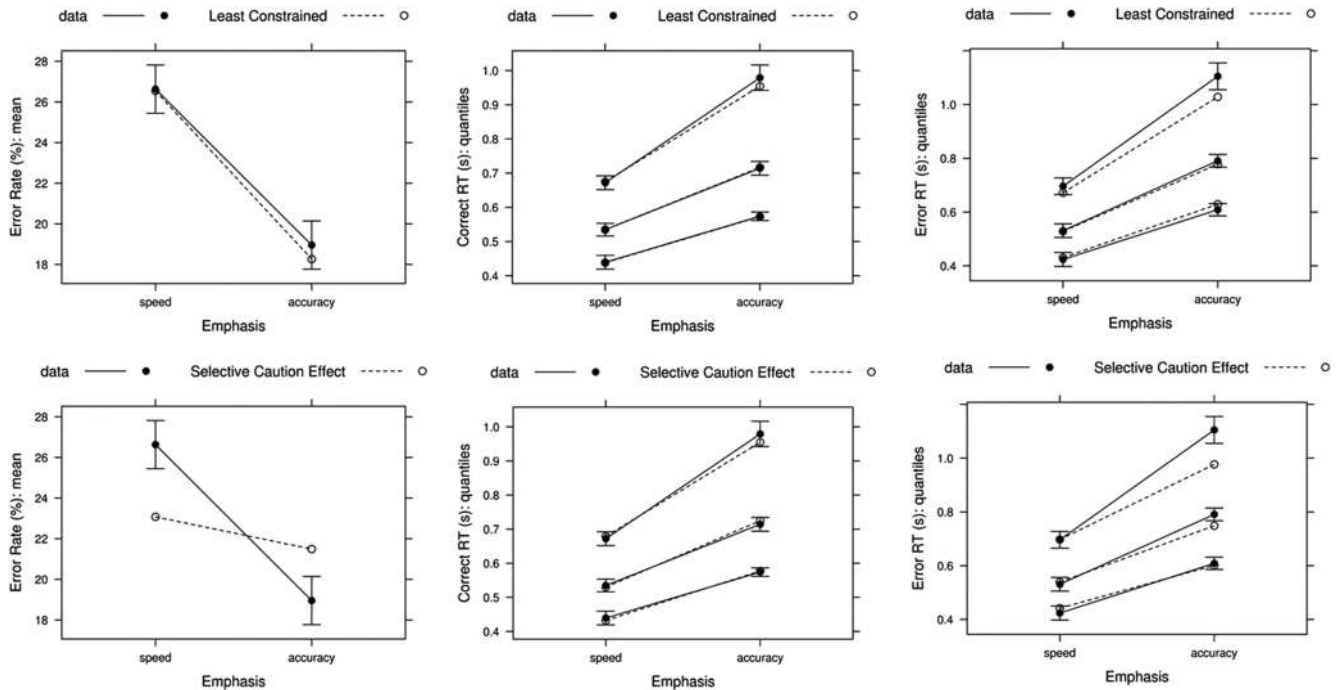 data Least Constrained
Error Rate (%): mean
28
26
24
22
20
18
speed accuracy
Emphasis
data Least Constrained
Correct RT (s): quantiles
1.0
0.9
0.8
0.7
0.6
0.5
0.4
speed accuracy
Emphasis
data Least Constrained
Error RT (s): quantiles
1.0
0.8
0.6
0.4
speed accuracy
Emphasis
data Selective Caution Effect
Error Rate (%): mean
28
26
24
22
20
18
speed accuracy
Emphasis
data Selective Caution Effect
Correct RT (s): quantiles
1.0
0.9
0.8
0.7
0.6
0.5
0.4
speed accuracy
Emphasis
data Selective Caution Effect
Error RT (s): quantiles
1.0
0.8
0.6
0.4
speed accuracy
Emphasis